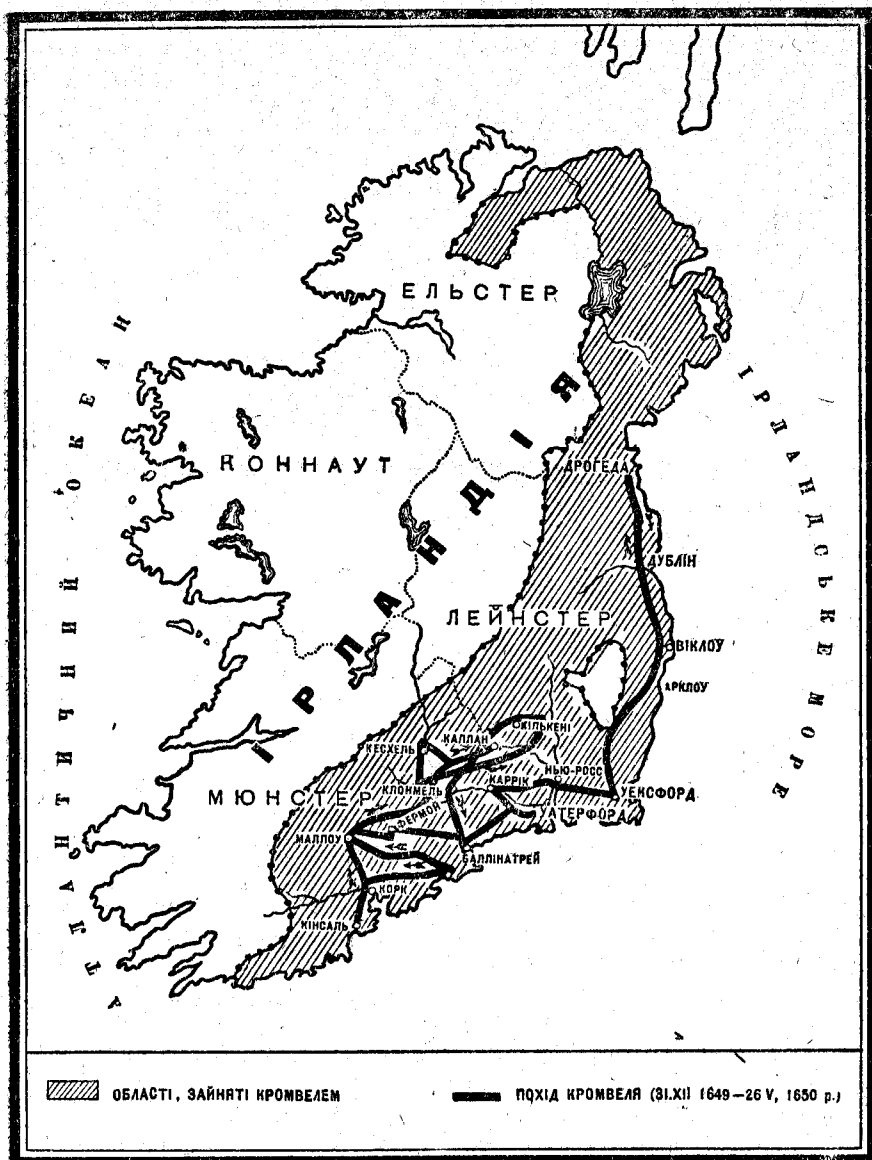 ЕЛЬСТЕР
КОННАУТ
ІРЛАНДІЯ
ЛЕЙНСТЕР
МЮНСТЕР
АТЛАНТИЧНИЙ ОКЕАН
ІРЛАНДСЬКЕ МОРЕ
ДРОГЕДА
ДУБЛІН
ВІКЛОУ
АРКЛОУ
КІЛЬКЕНІ
КАЛЛАН
КЕСХЕЛЬ
КЛОНМЕЛЬ
КАРРІК
НЬЮ-РОСС
УЕКСФОРД
УАТЕРФОРД
ФЕРМОЯ
МАЛЛОУ
БАЛЛІНАТРЕЙ
КОРК
КІНСАЛЬ
ОБЛАСТІ, ЗАЙНЯТІ КРОМВЕЛЕМ
ПОХІД КРОМВЕЛЯ (31.XII 1649—26 V, 1650 р.)